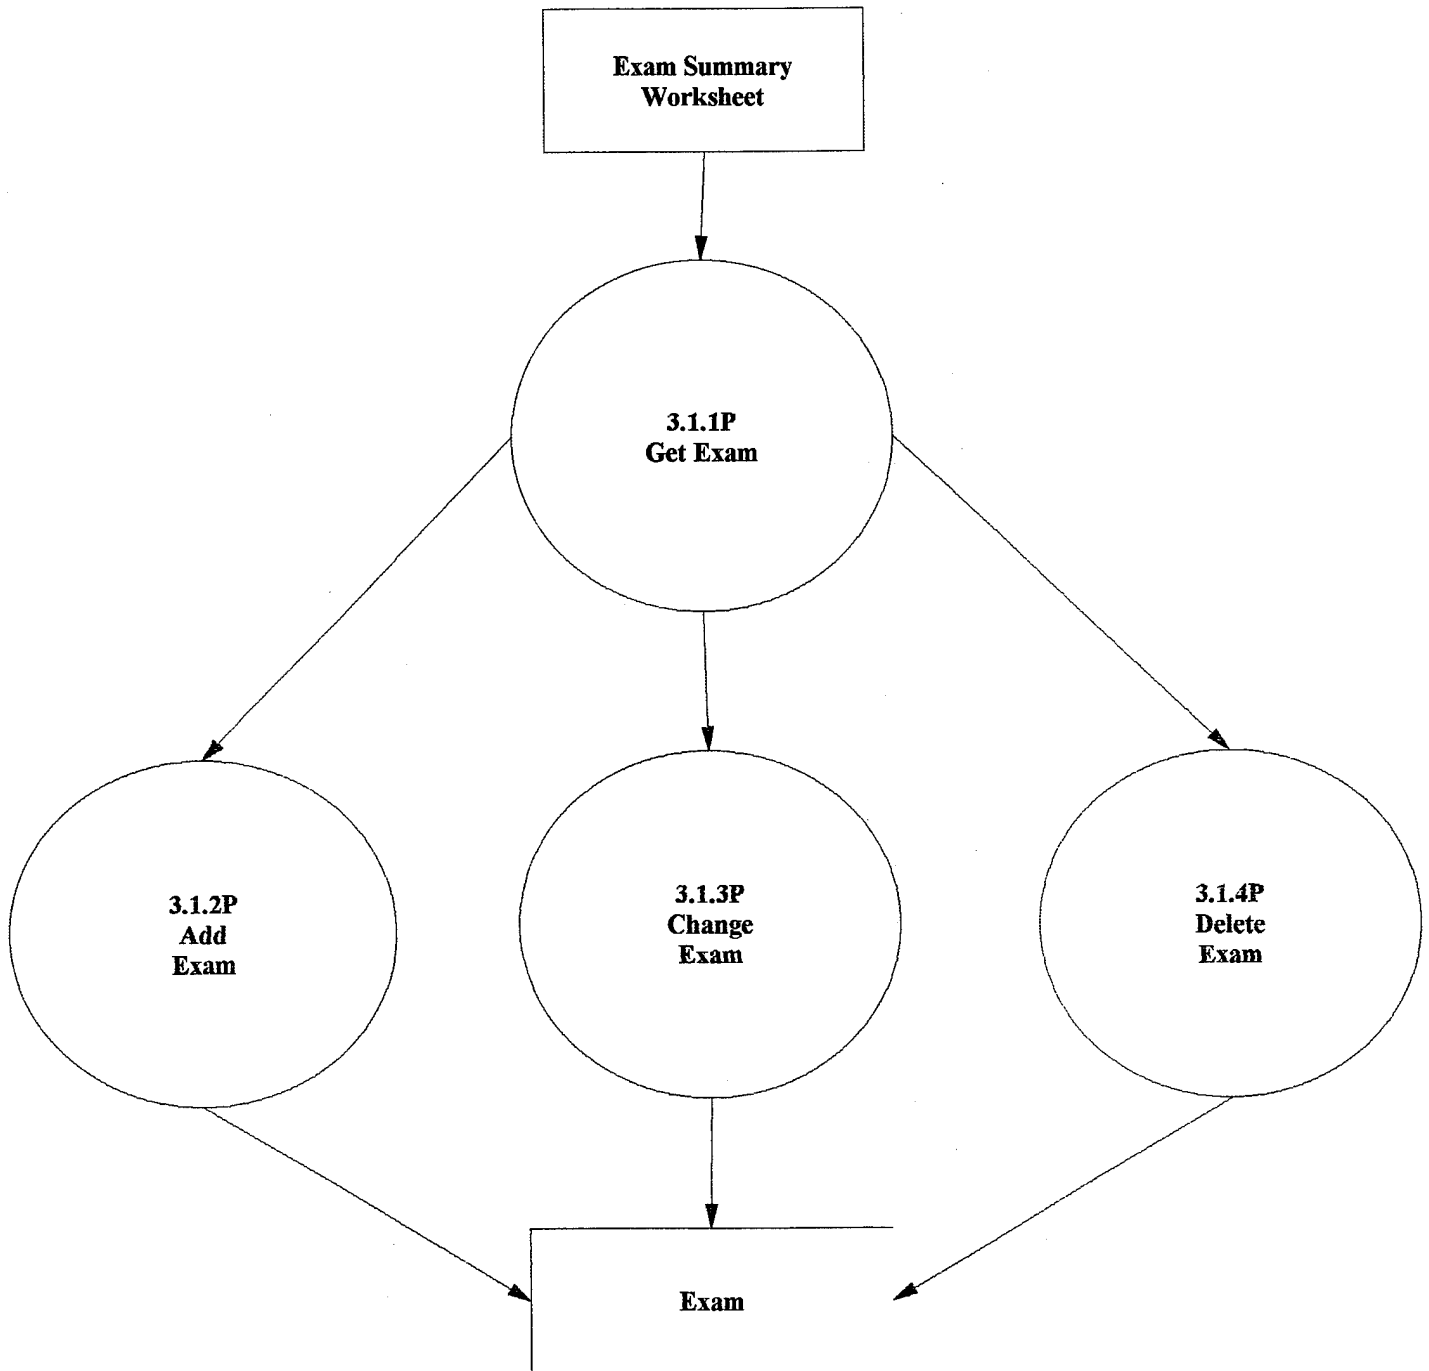 Exam Summary
Worksheet
3.1.1P
Get Exam
3.1.2P
Add
Exam
3.1.3P
Change
Exam
3.1.4P
Delete
Exam
Exam